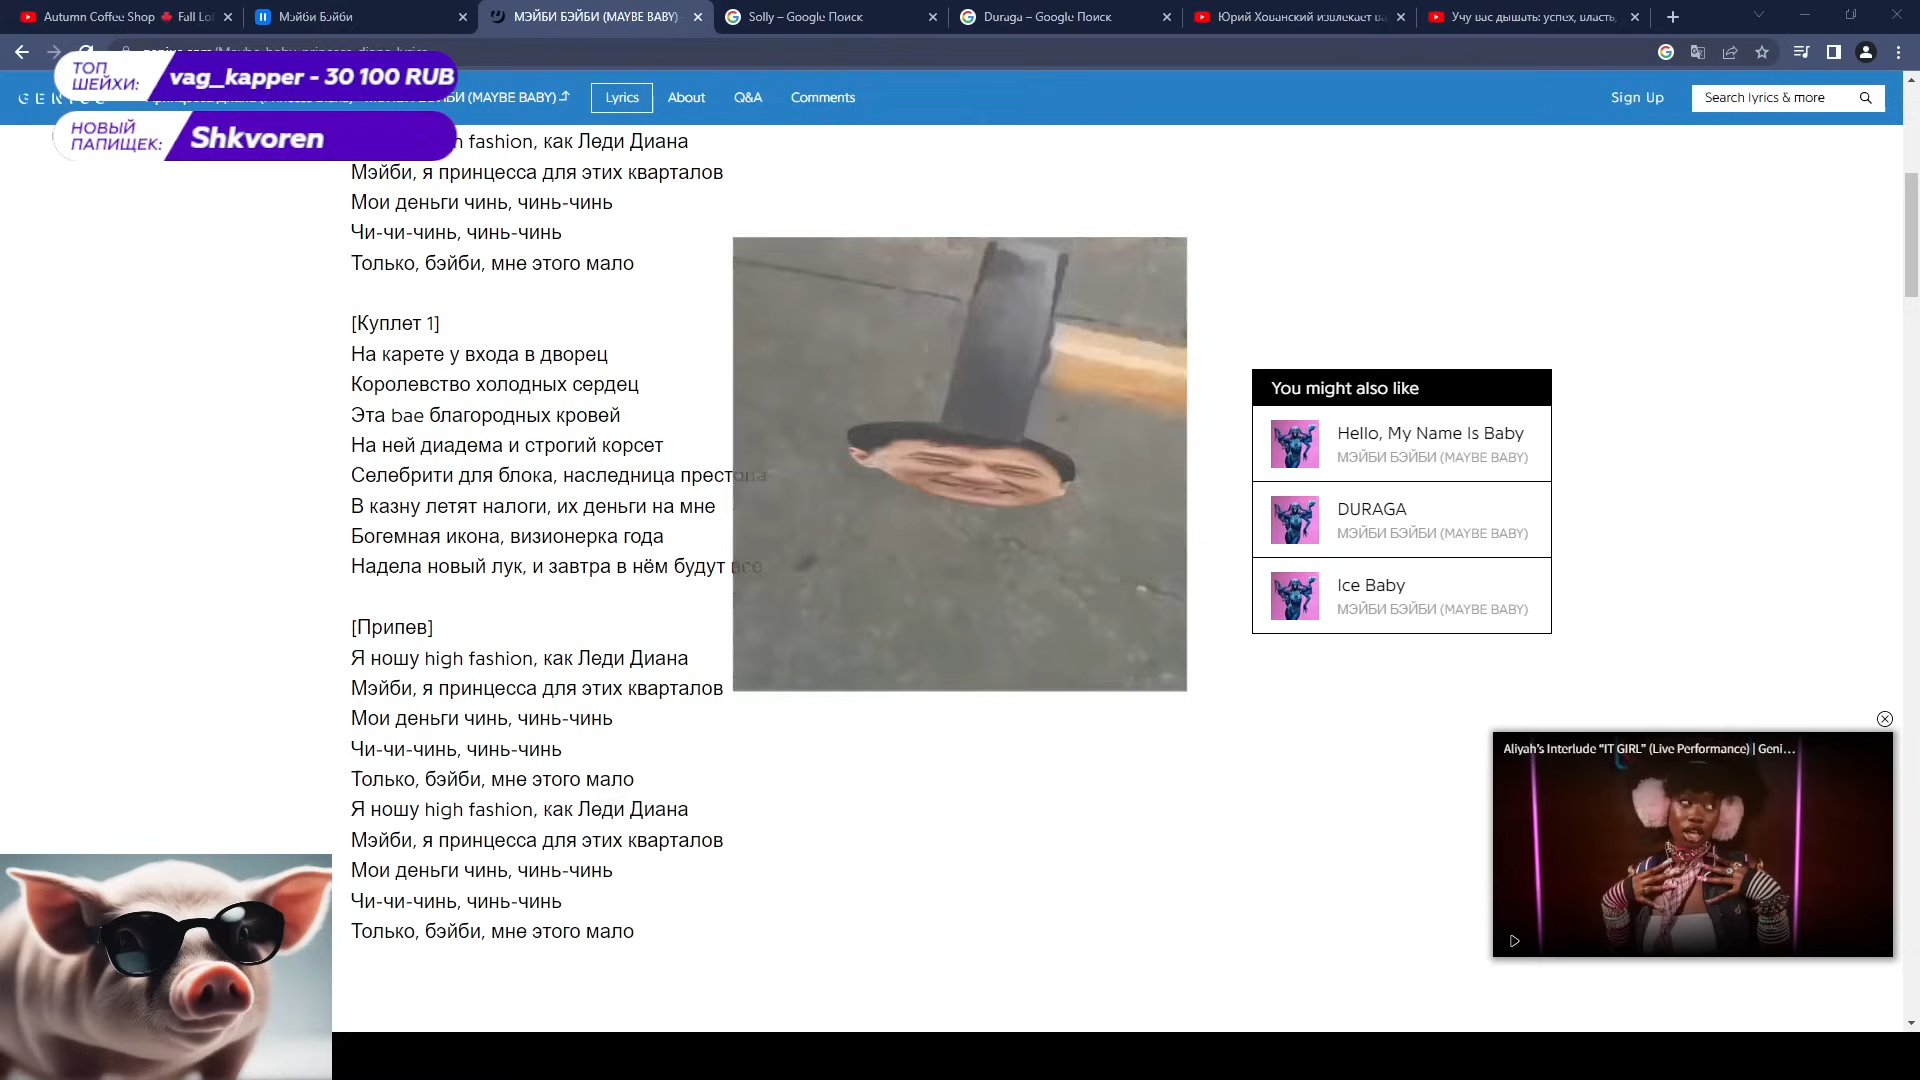 Autumn Coffee Shop 🍁 Fall Lo
Мэйби Бэйби
МЭЙБИ БЭЙБИ (MAYBE BABY)
Solly – Google Поиск
Duraga – Google Поиск
Юрий Хованский извлекает
Учу вас дышать: успех, власть,
ТОП ШЕЙХИ:
vag_kapper - 30 100 RUB
НОВЫЙ ПАПИЩЕК:
Shkvoren
(MAYBE BABY)
Lyrics
About
Q&A
Comments
Sign Up
Search lyrics & more
fashion, как Леди Диана
Мэйби, я принцесса для этих кварталов
Мои деньги чинь, чинь-чинь
Чи-чи-чинь, чинь-чинь
Только, бэйби, мне этого мало
[Куплет 1]
На карете у входа в дворец
Королевство холодных сердец
Эта bae благородных кровей
На ней диадема и строгий корсет
Селебрити для блока, наследница престола
В казну летят налоги, их деньги на мне
Богемная икона, визионерка года
Надела новый лук, и завтра в нём будут все
[Припев]
Я ношу high fashion, как Леди Диана
Мэйби, я принцесса для этих кварталов
Мои деньги чинь, чинь-чинь
Чи-чи-чинь, чинь-чинь
Только, бэйби, мне этого мало
Я ношу high fashion, как Леди Диана
Мэйби, я принцесса для этих кварталов
Мои деньги чинь, чинь-чинь
Чи-чи-чинь, чинь-чинь
Только, бэйби, мне этого мало
You might also like
Hello, My Name Is Baby
МЭЙБИ БЭЙБИ (MAYBE BABY)
DURAGA
МЭЙБИ БЭЙБИ (MAYBE BABY)
Ice Baby
МЭЙБИ БЭЙБИ (MAYBE BABY)
Aliyah's Interlude "IT GIRL" (Live Performance) | Geni...